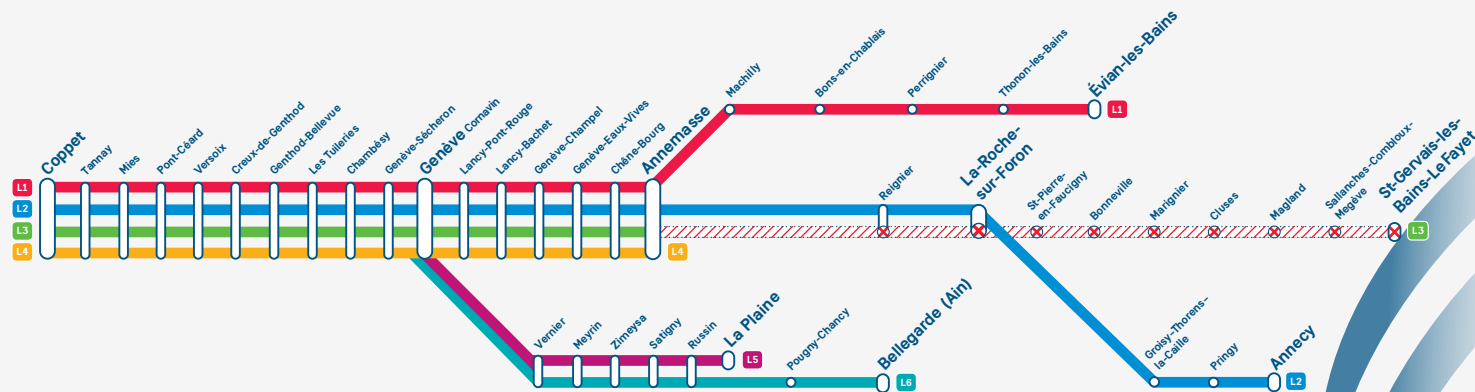 L1
L2
L3
L4
Coppet
Tannay
Mies
Pont-Céard
Versoix
Creux-de-Genthod
Genthod-Bellevue
Les Tuileries
Chambésy
Genève-Sécheron
Genève Cornavin
Lancy-Pont-Rouge
Lancy-Bachet
Genève-Champel
Genève-Eaux-Vives
Chêne-Bourg
Annemasse
L4
Machilly
Bons-en-Chablais
Perrignier
Thonon-les-Bains
Évian-les-Bains
L1
Reignier
La-Roche-
sur-Foron
St-Pierre-
en-Faucigny
Bonneville
Marignier
Cluses
Magland
Sallanches-Combloux-
Megève
St-Gervais-les-
Bains-Le Fayet
L3
Groisy-Thorens-
la-Caille
Pringy
Annecy
L2
Vernier
Meyrin
Zimeysa
Satigny
Russin
La Plaine
L5
Pougny-Chancy
Bellegarde (Ain)
L6